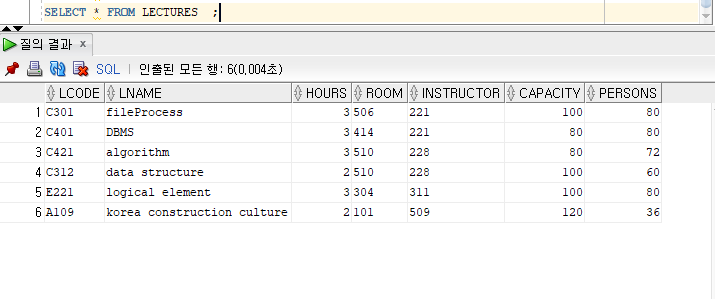 SELECT * FROM LECTURES ;
질의 결과 x
SQL | 인출된 모든 행: 6(0,004초)
LCODE LNAME HOURS ROOM INSTRUCTOR CAPACITY PERSONS
1 C301 fileProcess 3 506 221 100 80
2 C401 DBMS 3 414 221 80 80
3 C421 algorithm 3 510 228 80 72
4 C312 data structure 2 510 228 100 60
5 E221 logical element 3 304 311 100 80
6 A109 korea construction culture 2 101 509 120 36